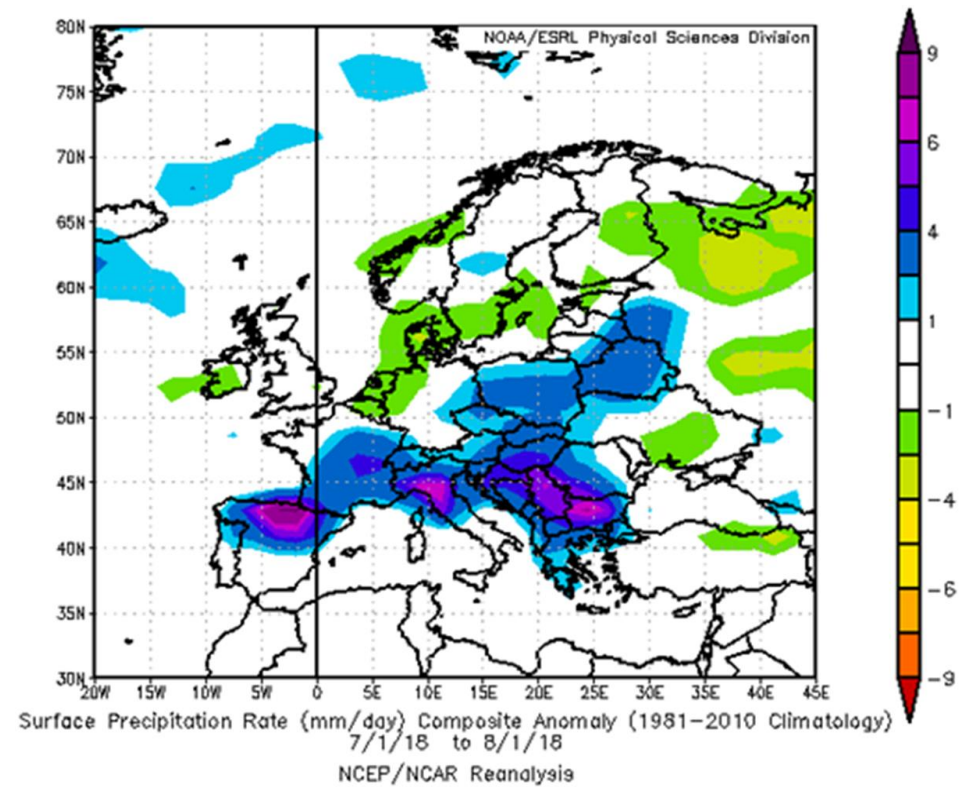 NOAA/ESRL Physical Sciences Division
80N
75N
70N
65N
60N
55N
50N
45N
40N
35N
30N
20W 15W 10W 5W 0 5E 10E 15E 20E 25E 30E 35E 40E 45E
9
6
4
1
−1
−4
−6
−9
Surface Precipitation Rate (mm/day) Composite Anomaly (1981−2010 Climatology)
7/1/18 to 8/1/18
NCEP/NCAR Reanalysis